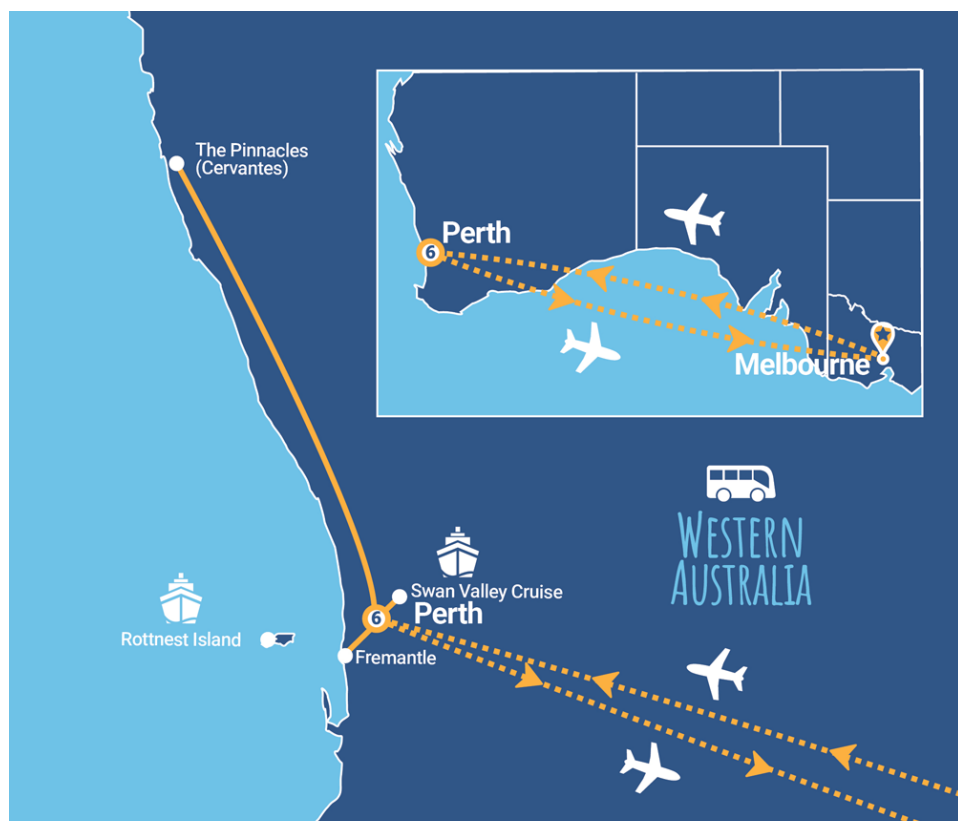 The Pinnacles
(Cervantes)
6
Perth
Melbourne
WESTERN
AUSTRALIA
Swan Valley Cruise
6
Perth
Rottnest Island
Fremantle